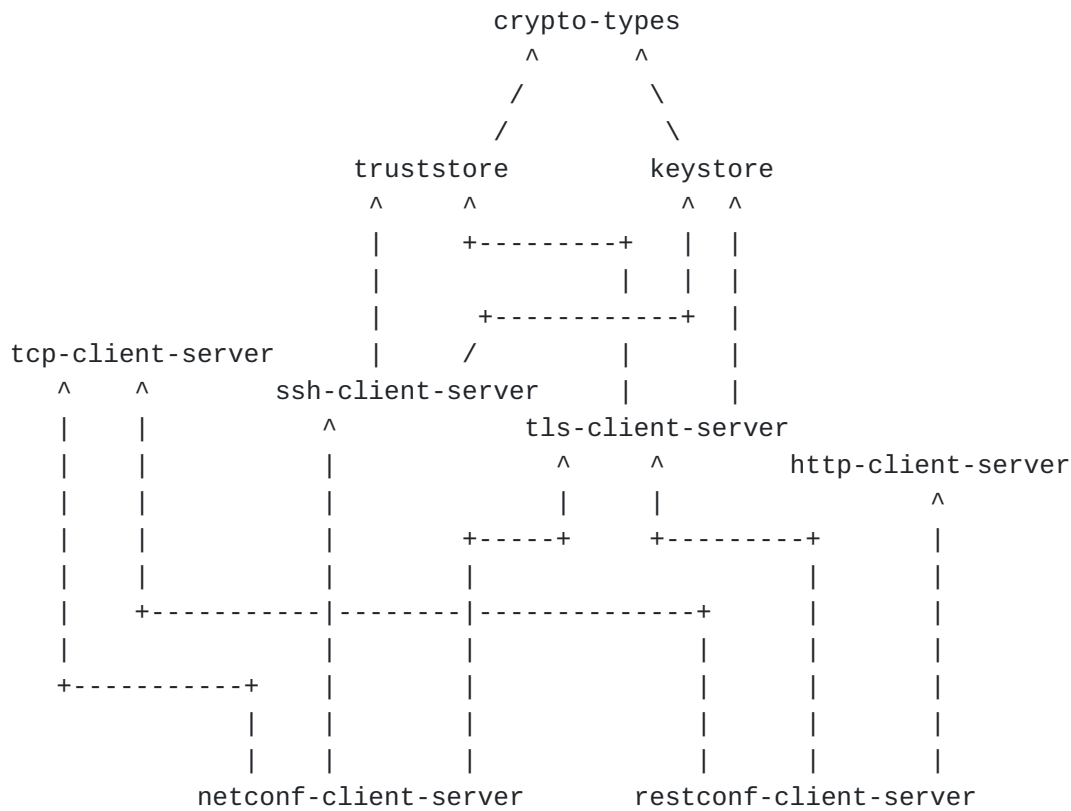 crypto-types
truststore keystore
tcp-client-server
ssh-client-server
tls-client-server
http-client-server
netconf-client-server restconf-client-server